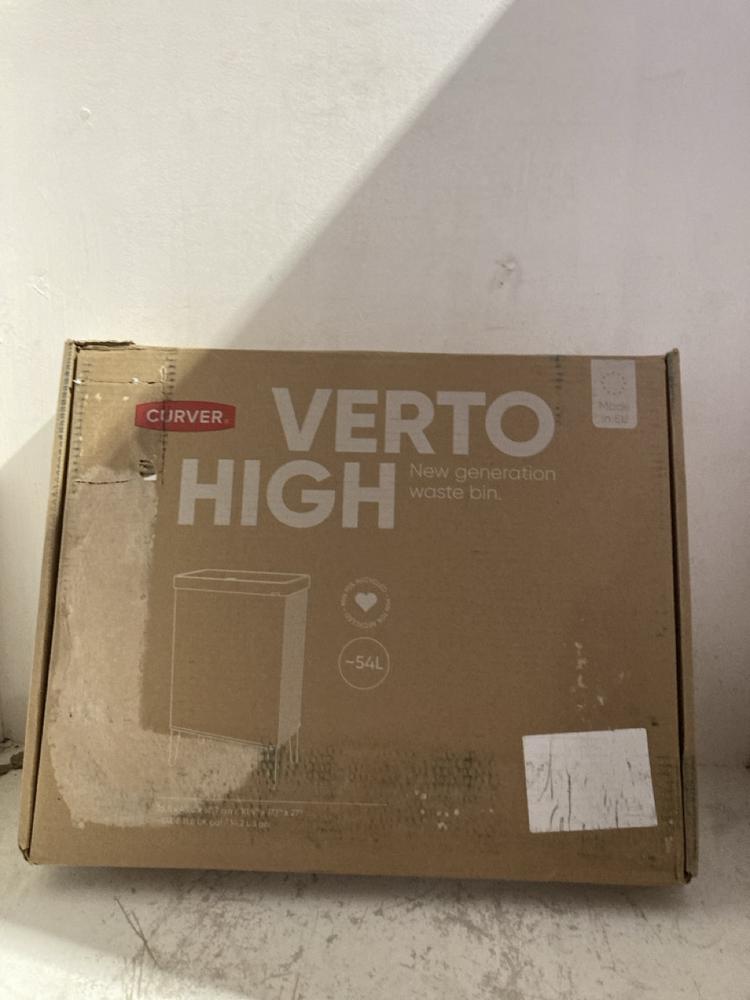 CURVER
VERTO
HIGH
New generation
waste bin.
Made
in EU
~54L